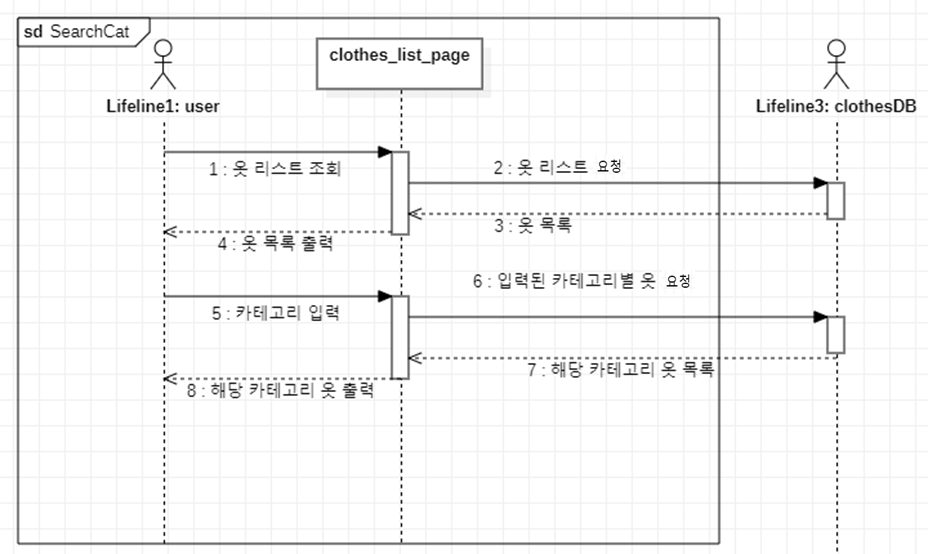 sd SearchCat
clothes_list_page
Lifeline1: user
Lifeline3: clothesDB
1 : 옷 리스트 조회
2 : 옷 리스트 요청
3 : 옷 목록
4 : 옷 목록 출력
5 : 카테고리 입력
6 : 입력된 카테고리별 옷 요청
7 : 해당 카테고리 옷 목록
8 : 해당 카테고리 옷 출력